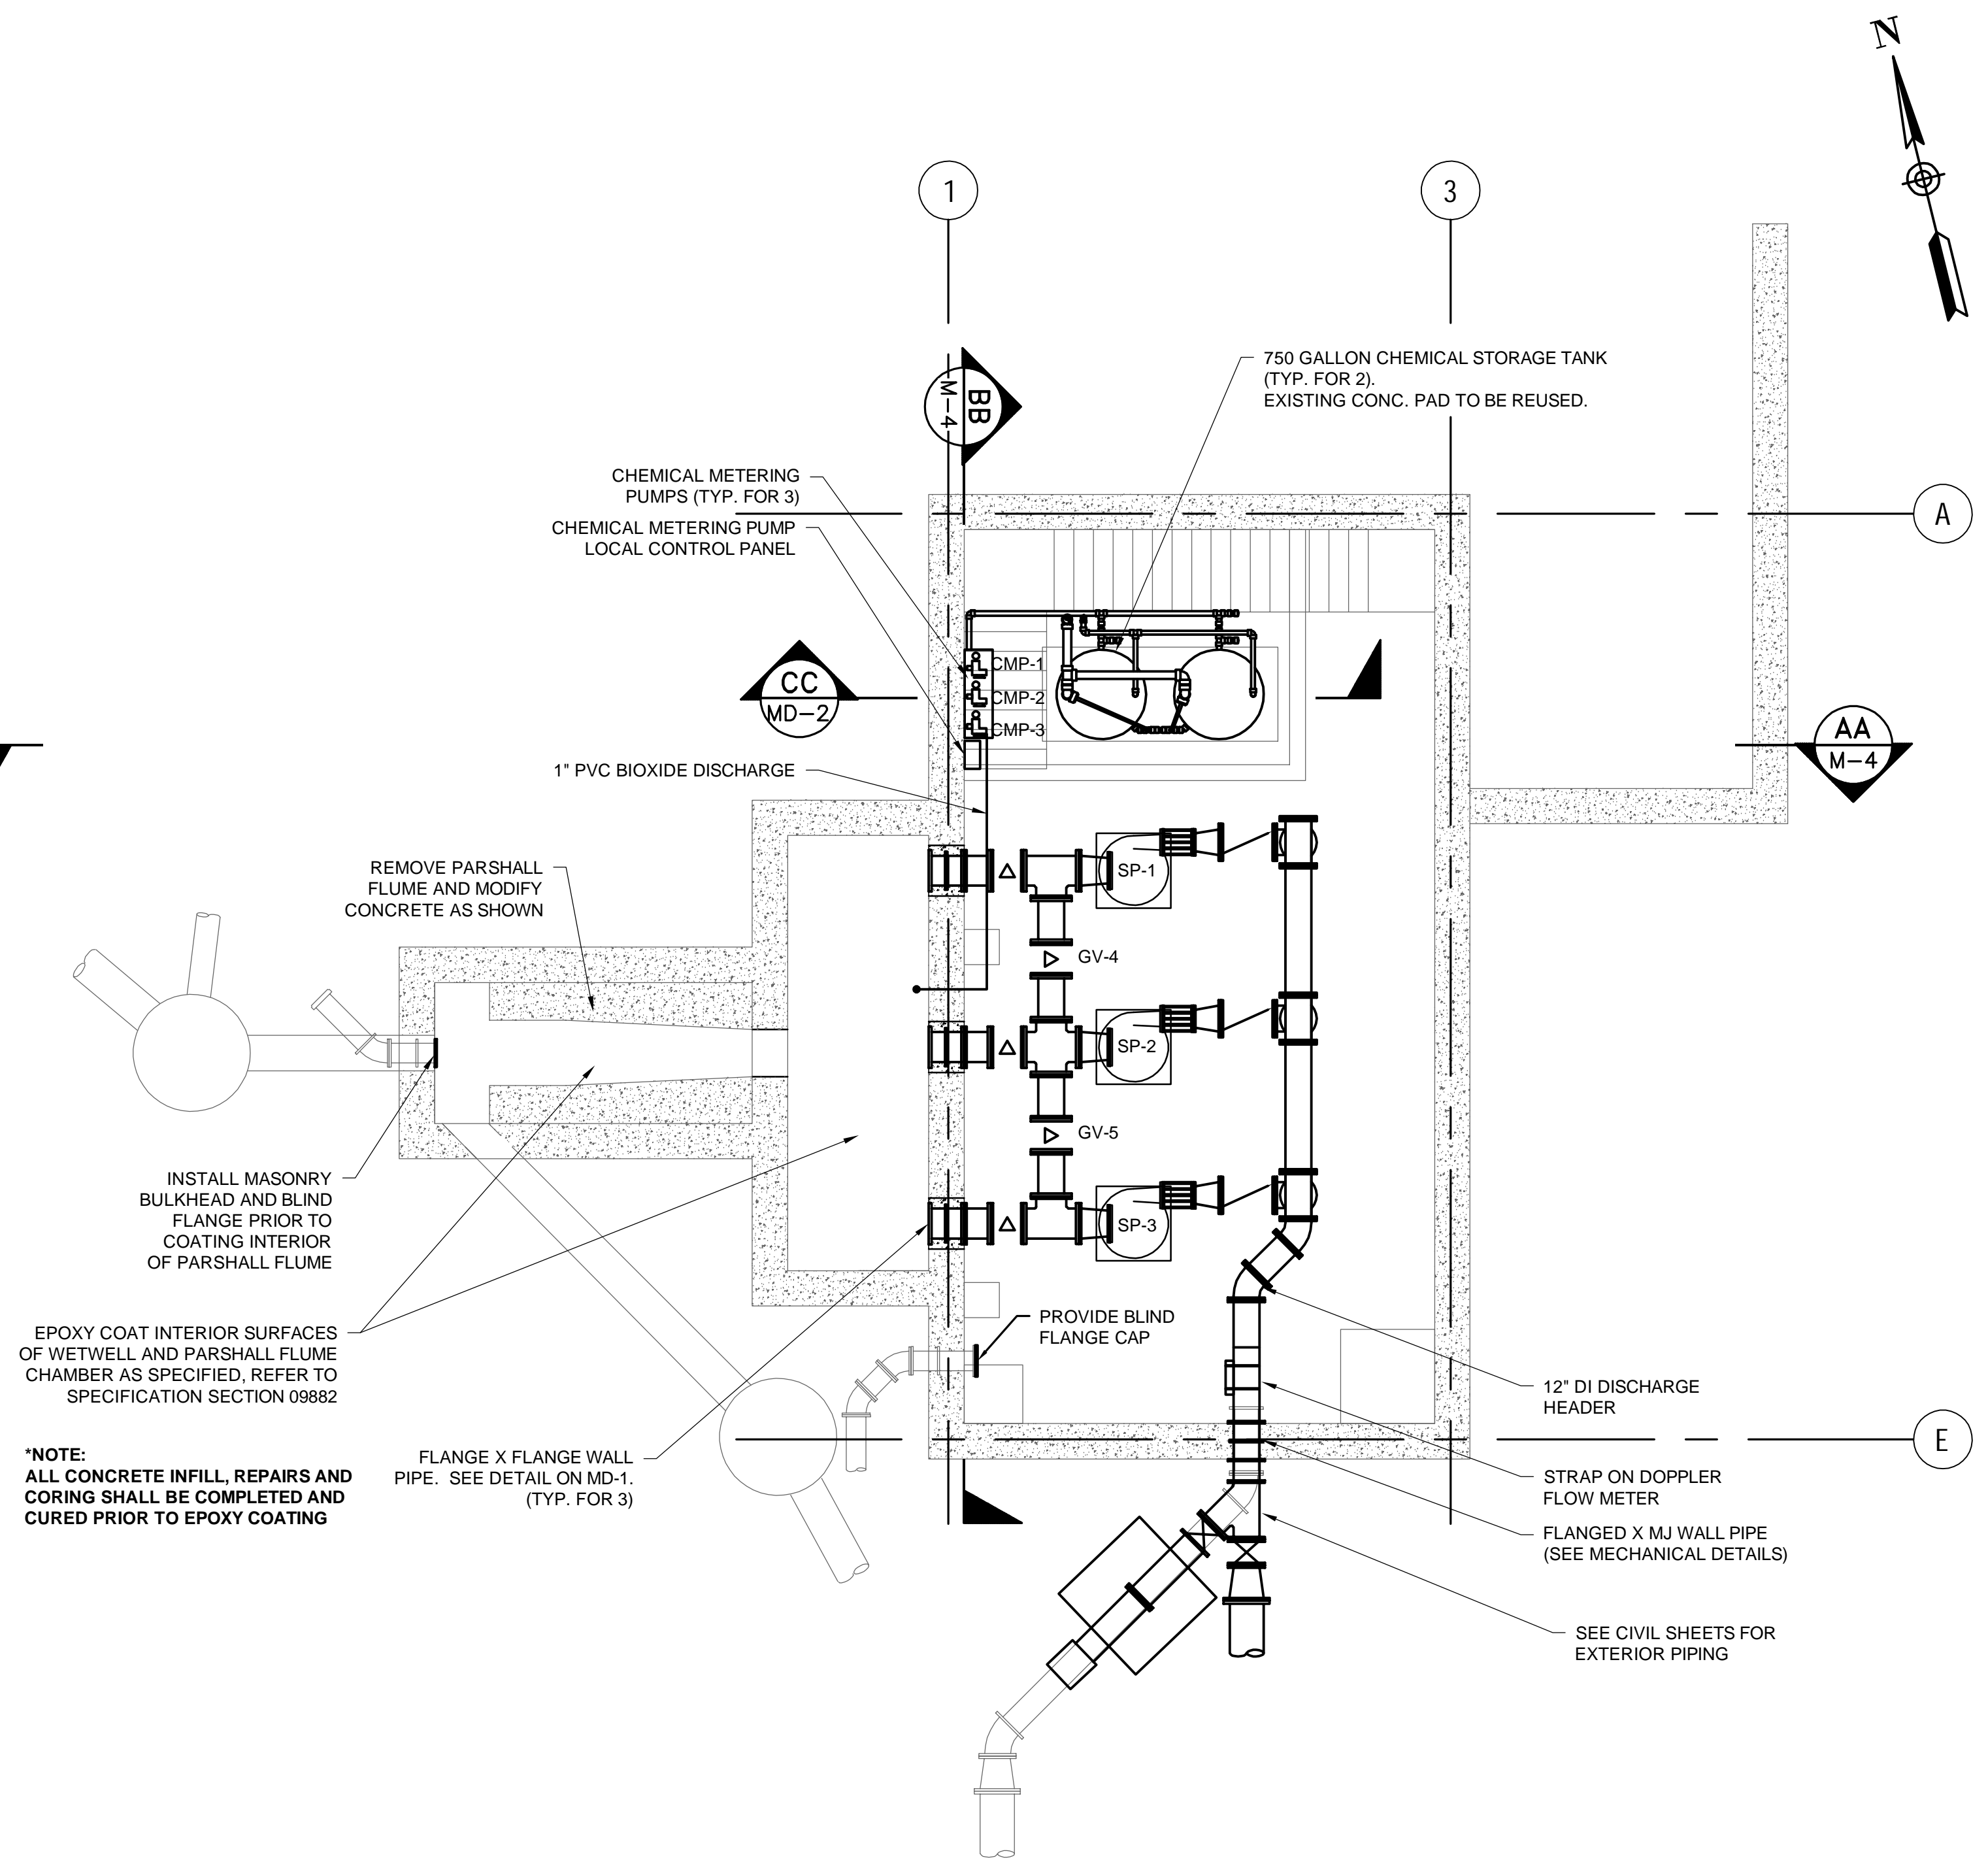 N
1
3
750 GALLON CHEMICAL STORAGE TANK
(TYP. FOR 2).
EXISTING CONC. PAD TO BE REUSED.
BB
M-4
CHEMICAL METERING
PUMPS (TYP. FOR 3)
CHEMICAL METERING PUMP
LOCAL CONTROL PANEL
A
CMP-1
CMP-2
CMP-3
CC
MD-2
AA
M-4
1" PVC BIOXIDE DISCHARGE
REMOVE PARSHALL
FLUME AND MODIFY
CONCRETE AS SHOWN
SP-1
GV-4
SP-2
GV-5
SP-3
INSTALL MASONRY
BULKHEAD AND BLIND
FLANGE PRIOR TO
COATING INTERIOR
OF PARSHALL FLUME
PROVIDE BLIND
FLANGE CAP
EPOXY COAT INTERIOR SURFACES
OF WETWELL AND PARSHALL FLUME
CHAMBER AS SPECIFIED, REFER TO
SPECIFICATION SECTION 09882
12" DI DISCHARGE
HEADER
E
*NOTE:
ALL CONCRETE INFILL, REPAIRS AND
CORING SHALL BE COMPLETED AND
CURED PRIOR TO EPOXY COATING
FLANGE X FLANGE WALL
PIPE. SEE DETAIL ON MD-1.
(TYP. FOR 3)
STRAP ON DOPPLER
FLOW METER
FLANGED X MJ WALL PIPE
(SEE MECHANICAL DETAILS)
SEE CIVIL SHEETS FOR
EXTERIOR PIPING